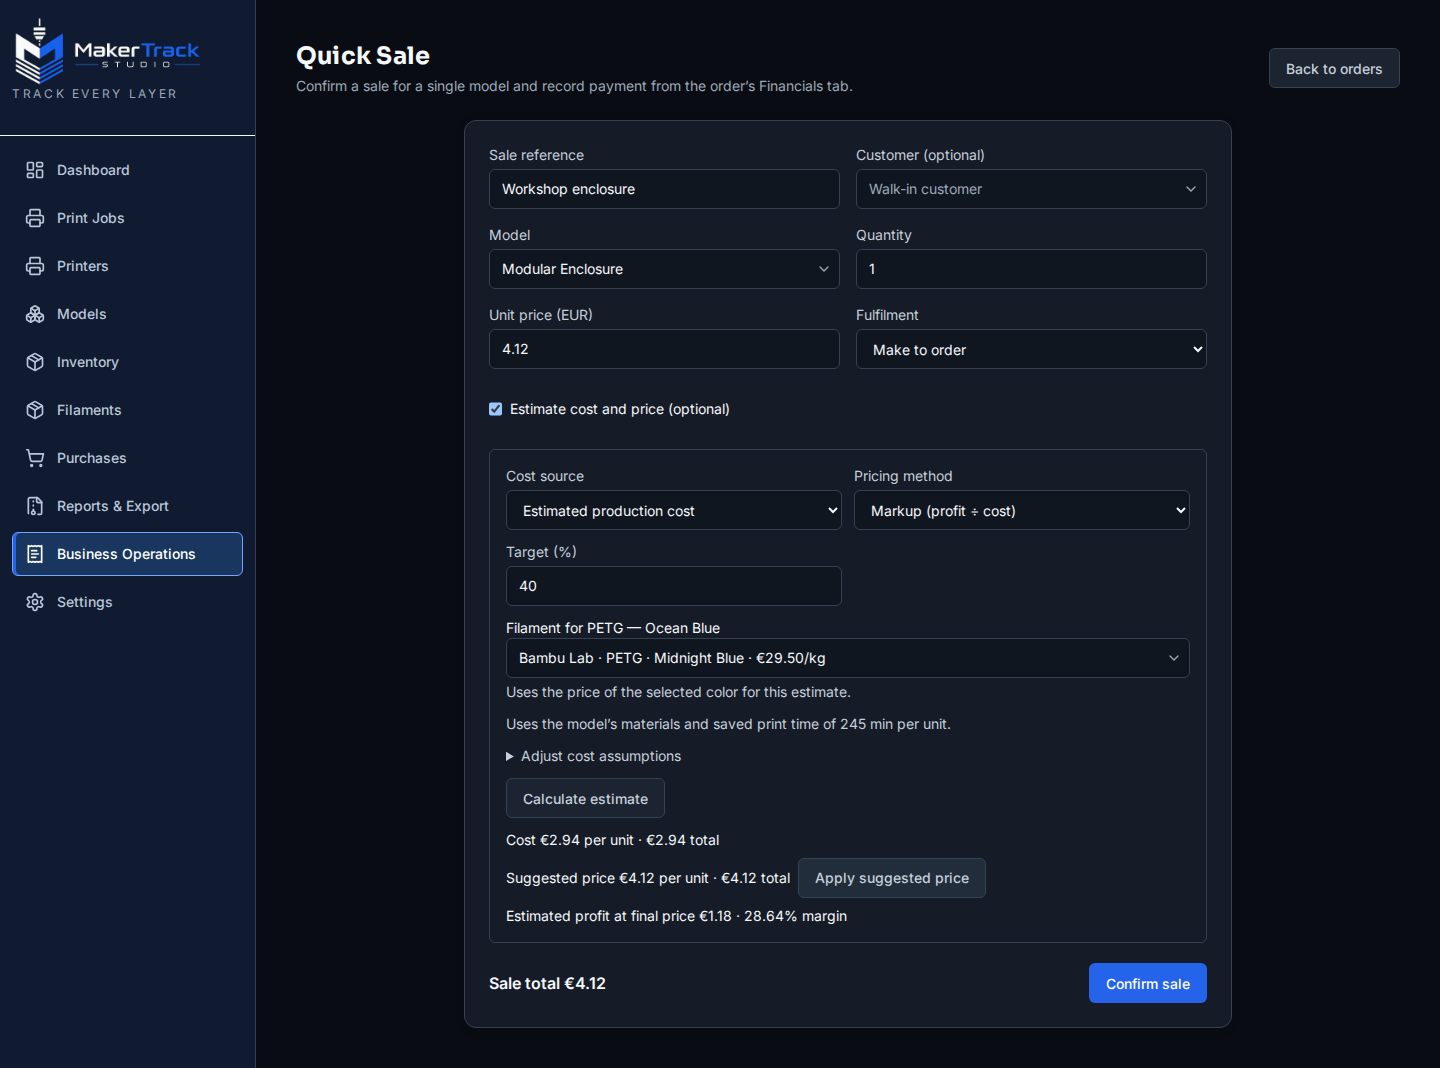 MakerTrack
STUDIO
TRACK EVERY LAYER
Dashboard
Print Jobs
Printers
Models
Inventory
Filaments
Purchases
Reports & Export
Business Operations
Settings
Quick Sale
Confirm a sale for a single model and record payment from the order’s Financials tab.
Back to orders
Sale reference
Workshop enclosure
Customer (optional)
Walk-in customer
Model
Modular Enclosure
Quantity
1
Unit price (EUR)
4.12
Fulfilment
Make to order
Estimate cost and price (optional)
Cost source
Estimated production cost
Pricing method
Markup (profit ÷ cost)
Target (%)
40
Filament for PETG — Ocean Blue
Bambu Lab · PETG · Midnight Blue · €29.50/kg
Uses the price of the selected color for this estimate.
Uses the model’s materials and saved print time of 245 min per unit.
Adjust cost assumptions
Calculate estimate
Cost €2.94 per unit · €2.94 total
Suggested price €4.12 per unit · €4.12 total
Apply suggested price
Estimated profit at final price €1.18 · 28.64% margin
Sale total €4.12
Confirm sale